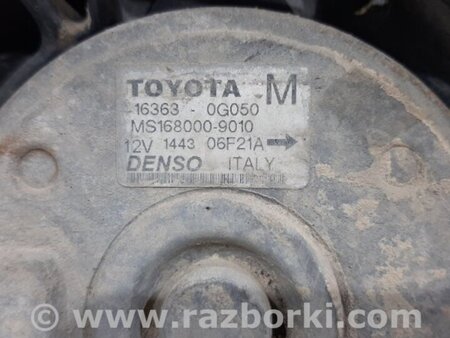 TOYOTA M
16363 - 0G050
MS168000-9010
12V 1443 06F21A
DENSO ITALY
www.razborki.com